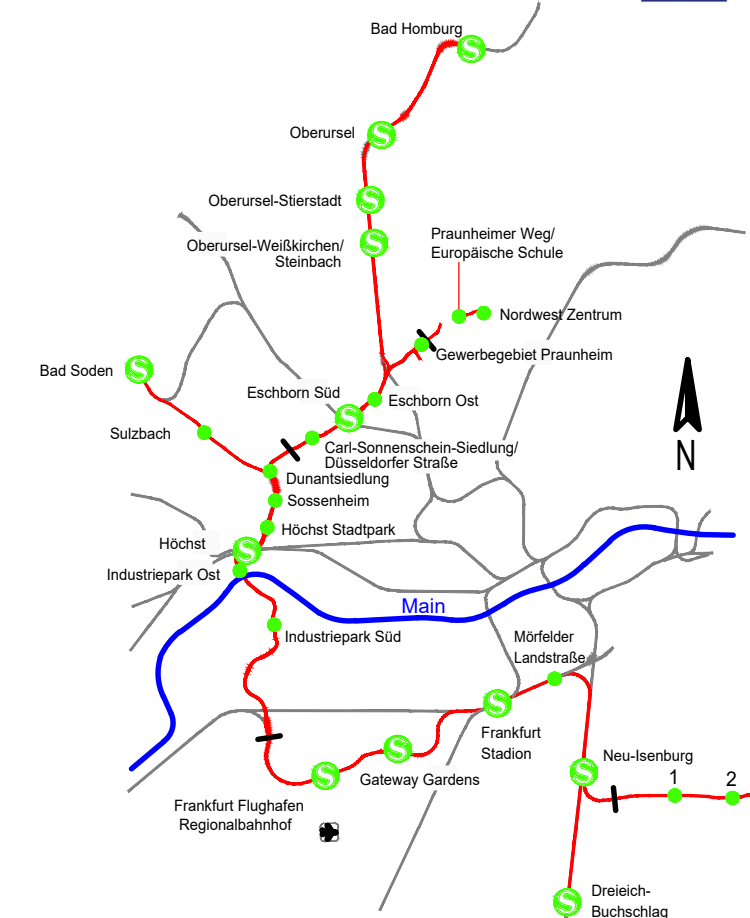 Bad Homburg
S
Oberursel
S
Oberursel-Stierstadt
S
Oberursel-Weißkirchen/
Steinbach
S
Praunheimer Weg/
Europäische Schule
Nordwest Zentrum
Gewerbegebiet Praunheim
Bad Soden
S
Eschborn Süd
S
Eschborn Ost
Sulzbach
Carl-Sonnenschein-Siedlung/
Düsseldorfer Straße
N
Dunantsiedlung
Sossenheim
Höchst Stadtpark
Höchst
S
Industriepark Ost
Main
Industriepark Süd
Mörfelder
Landstraße
S
Frankfurt
Stadion
S
Gateway Gardens
S
Frankfurt Flughafen
Regionalbahnhof
Neu-Isenburg
S
1
2
S
Dreieich-
Buchschlag